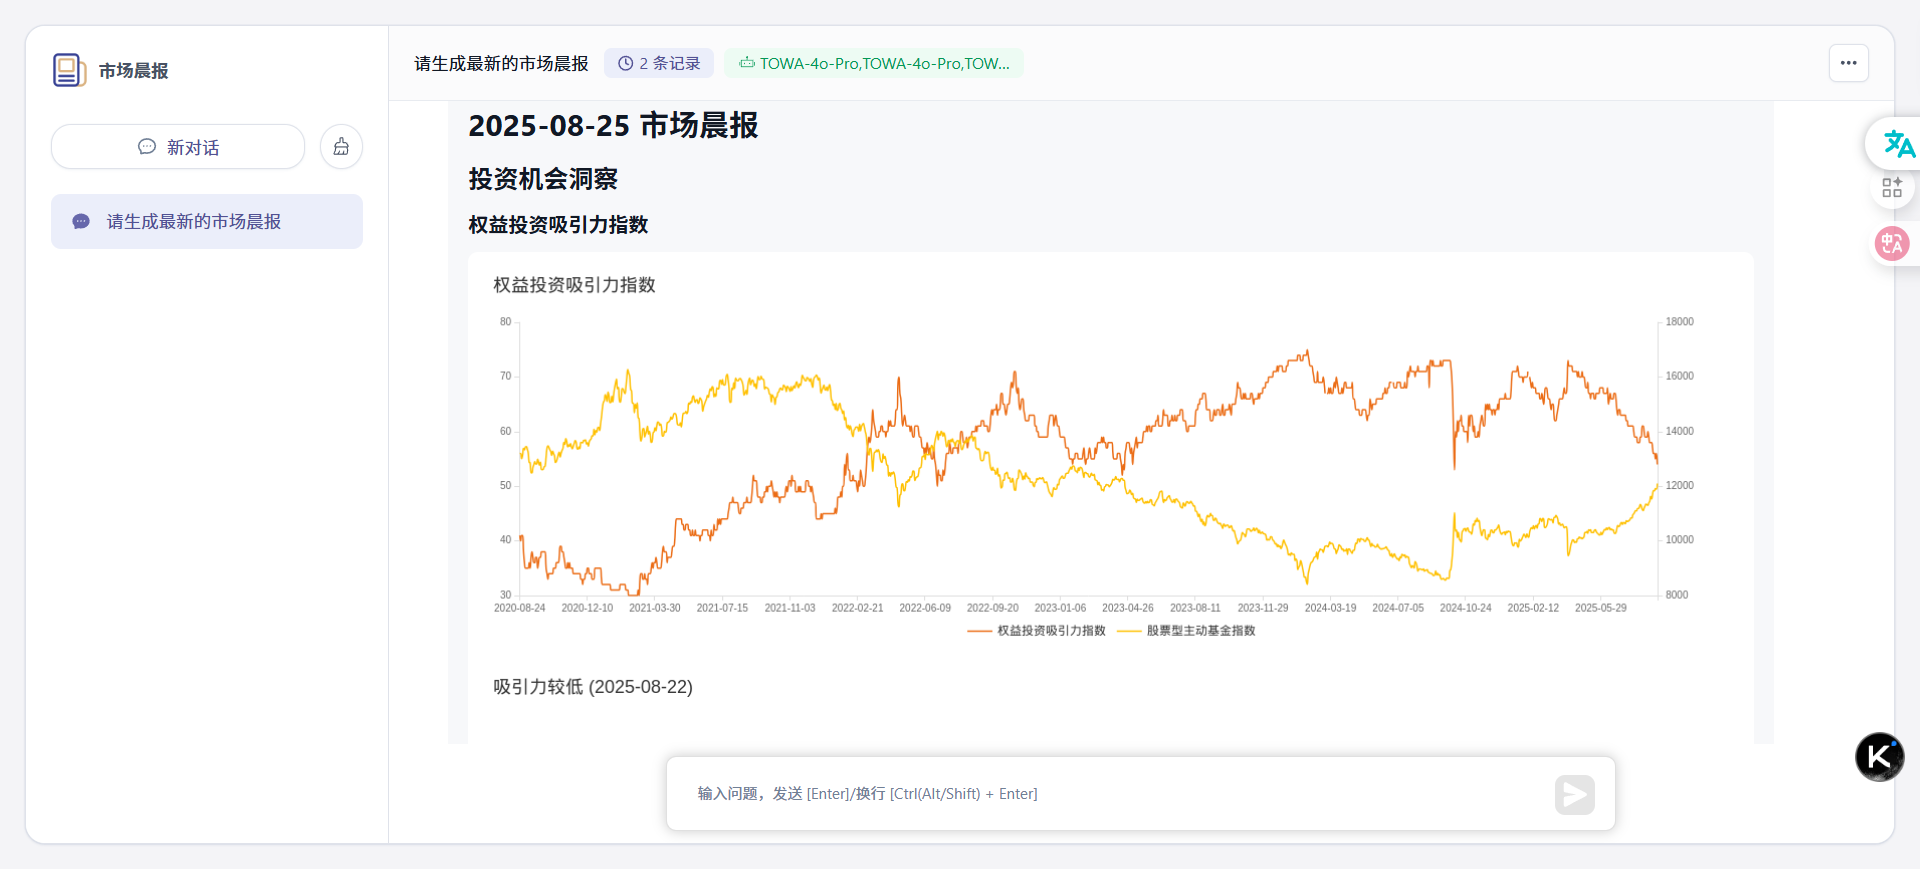 市场晨报
新对话
请生成最新的市场晨报
请生成最新的市场晨报
2 条记录
TOWA-4o-Pro,TOWA-4o-Pro,TOW...
2025-08-25 市场晨报
投资机会洞察
权益投资吸引力指数
权益投资吸引力指数
80
70
60
50
40
30
18000
16000
14000
12000
10000
8000
2020-08-24 2020-12-10 2021-03-30 2021-07-15 2021-11-03 2022-02-21 2022-06-09 2022-09-20 2023-01-06 2023-04-26 2023-08-11 2023-11-29 2024-03-19 2024-07-05 2024-10-24 2025-02-12 2025-05-29
权益投资吸引力指数 股票型主动基金指数
吸引力较低 (2025-08-22)
输入问题，发送 [Enter]/换行 [Ctrl(Alt/Shift) + Enter]
文A
中A
K